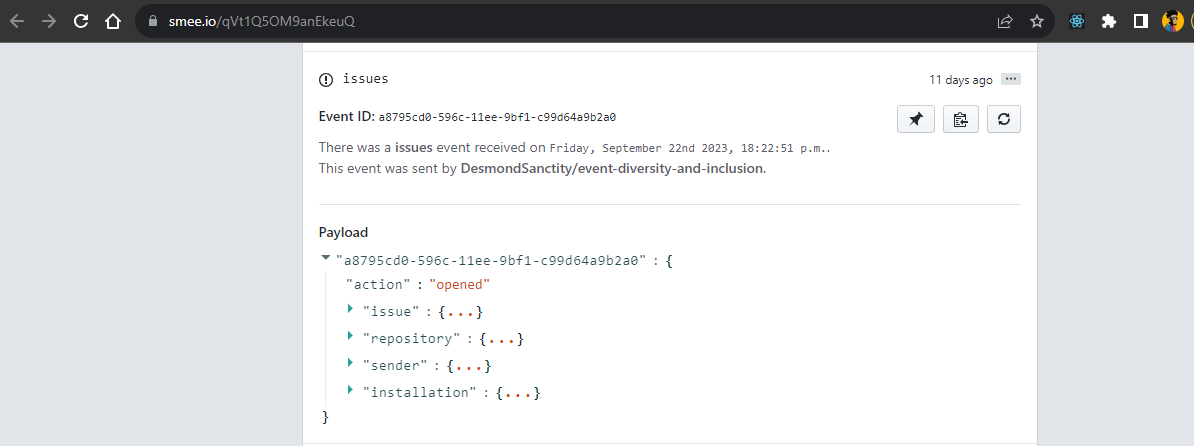 smee.io/qVt1Q5OM9anEkeuQ
issues
11 days ago
Event ID: a8795cd0-596c-11ee-9bf1-c99d64a9b2a0
There was a issues event received on Friday, September 22nd 2023, 18:22:51 p.m..
This event was sent by DesmondSanctity/event-diversity-and-inclusion.
Payload
"a8795cd0-596c-11ee-9bf1-c99d64a9b2a0" : {
"action" : "opened"
"issue" : {...}
"repository" : {...}
"sender" : {...}
"installation" : {...}
}